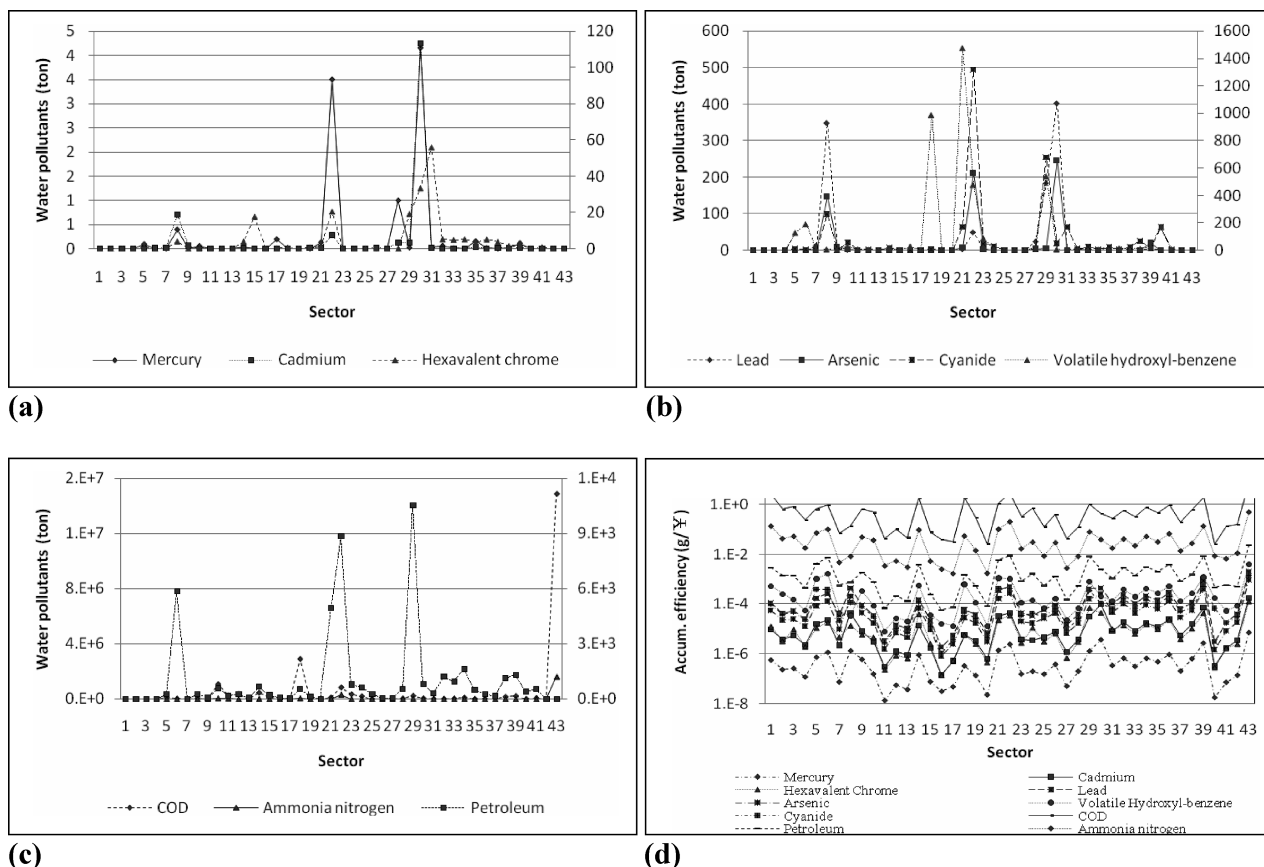 5
4
4
3
3
2
2
1
1
0
120
100
80
60
40
20
0
Water pollutants (ton)
1 3 5 7 9 11 13 15 17 19 21 23 25 27 29 31 33 35 37 39 41 43
Sector
Mercury Cadmium Hexavalent chrome
(a)
600
500
400
300
200
100
0
1600
1400
1200
1000
800
600
400
200
0
Water pollutants (ton)
1 3 5 7 9 11 13 15 17 19 21 23 25 27 29 31 33 35 37 39 41 43
Sector
Lead Arsenic Cyanide Volatile hydroxyl-benzene
(b)
2.E+7
1.E+7
8.E+6
4.E+6
0.E+0
1.E+4
9.E+3
6.E+3
3.E+3
0.E+0
Water pollutants (ton)
1 3 5 7 9 11 13 15 17 19 21 23 25 27 29 31 33 35 37 39 41 43
Sector
COD Ammonia nitrogen Petroleum
(c)
1.E+0
1.E-2
1.E-4
1.E-6
1.E-8
Accum. efficiency (g/¥)
1 3 5 7 9 11 13 15 17 19 21 23 25 27 29 31 33 35 37 39 41 43
Sector
Mercury Cadmium
Hexavalent Chrome Lead
Arsenic Volatile Hydroxyl-benzene
Cyanide COD
Petroleum Ammonia nitrogen
(d)